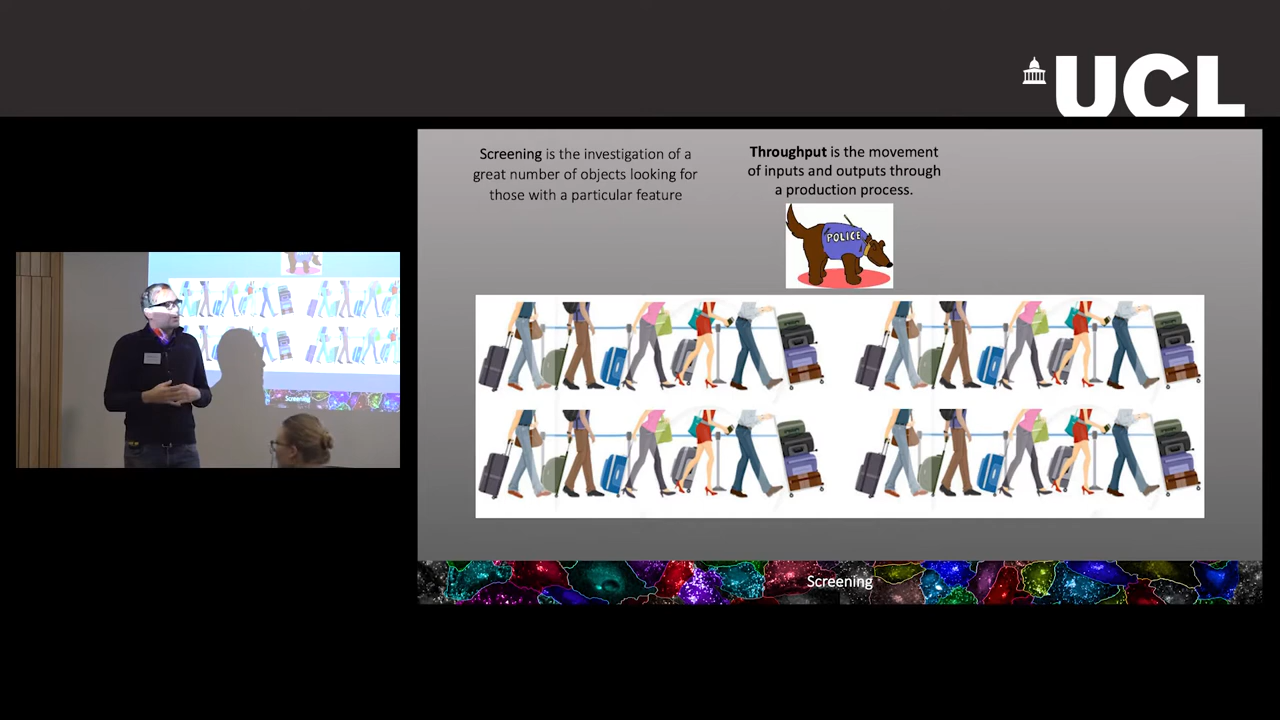 UCL
Screening is the investigation of a
great number of objects looking for
those with a particular feature
Throughput is the movement
of inputs and outputs through
a production process.
POLICE
Screening
Screening